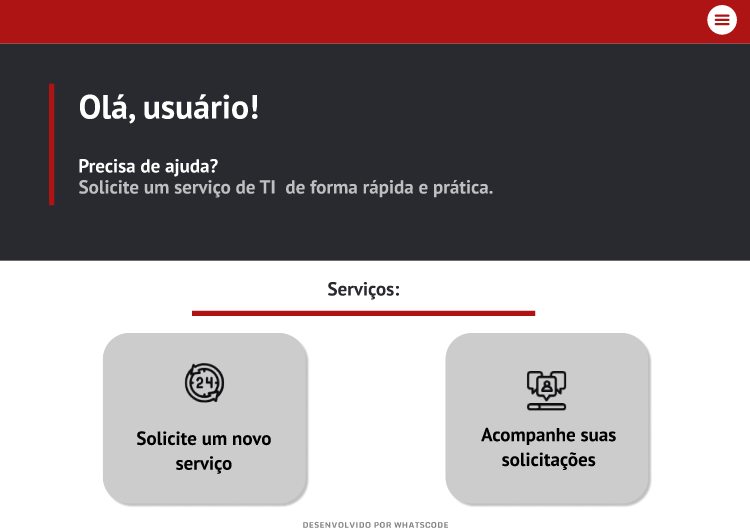 Olá, usuário!
Precisa de ajuda?
Solicite um serviço de TI  de forma rápida e prática.
Serviços:
24
Solicite um novo
serviço
Acompanhe suas
solicitações
DESENVOLVIDO POR WHATSCODE